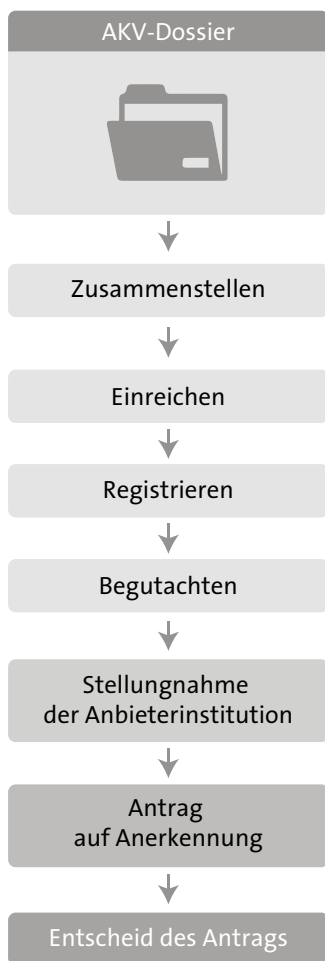 AKV-Dossier
Zusammenstellen
Einreichen
Registrieren
Begutachten
Stellungnahme
der Anbieterinstitution
Antrag
auf Anerkennung
Entscheid des Antrags